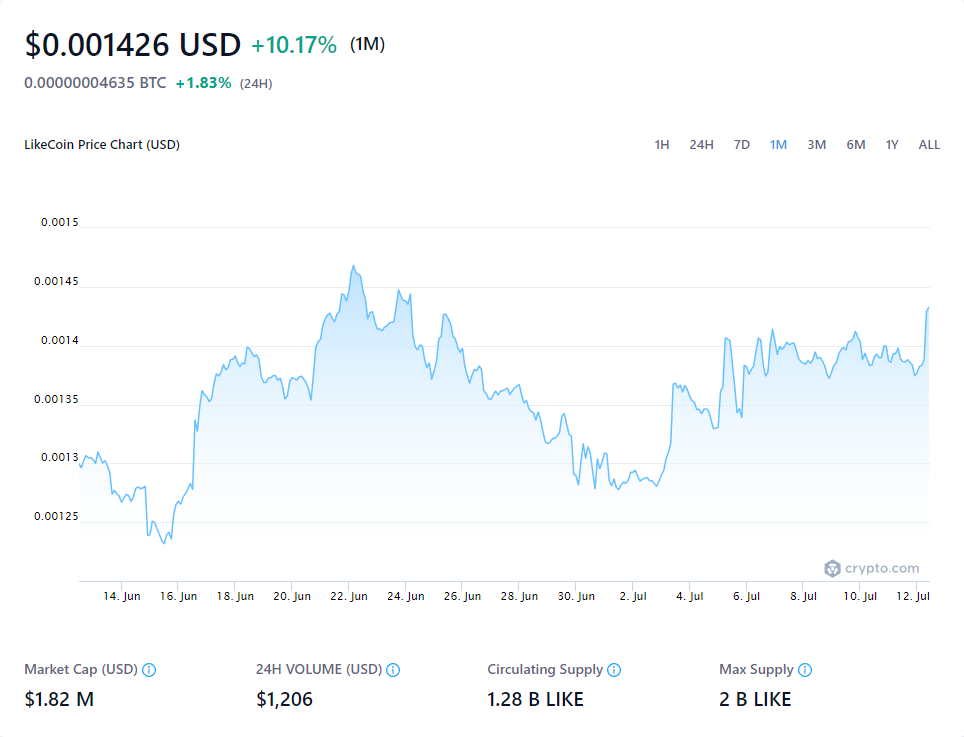 $0.001426 USD +10.17% (1M)
0.00000004635 BTC +1.83% (24H)
LikeCoin Price Chart (USD) 1H 24H 7D 1M 3M 6M 1Y ALL
0.0015
0.00145
0.0014
0.00135
0.0013
0.00125
crypto.com
14. Jun 16. Jun 18. Jun 20. Jun 22. Jun 24. Jun 26. Jun 28. Jun 30. Jun 2. Jul 4. Jul 6. Jul 8. Jul 10. Jul 12. Jul
Market Cap (USD) 24H VOLUME (USD) Circulating Supply Max Supply
$1.82 M $1,206 1.28 B LIKE 2 B LIKE